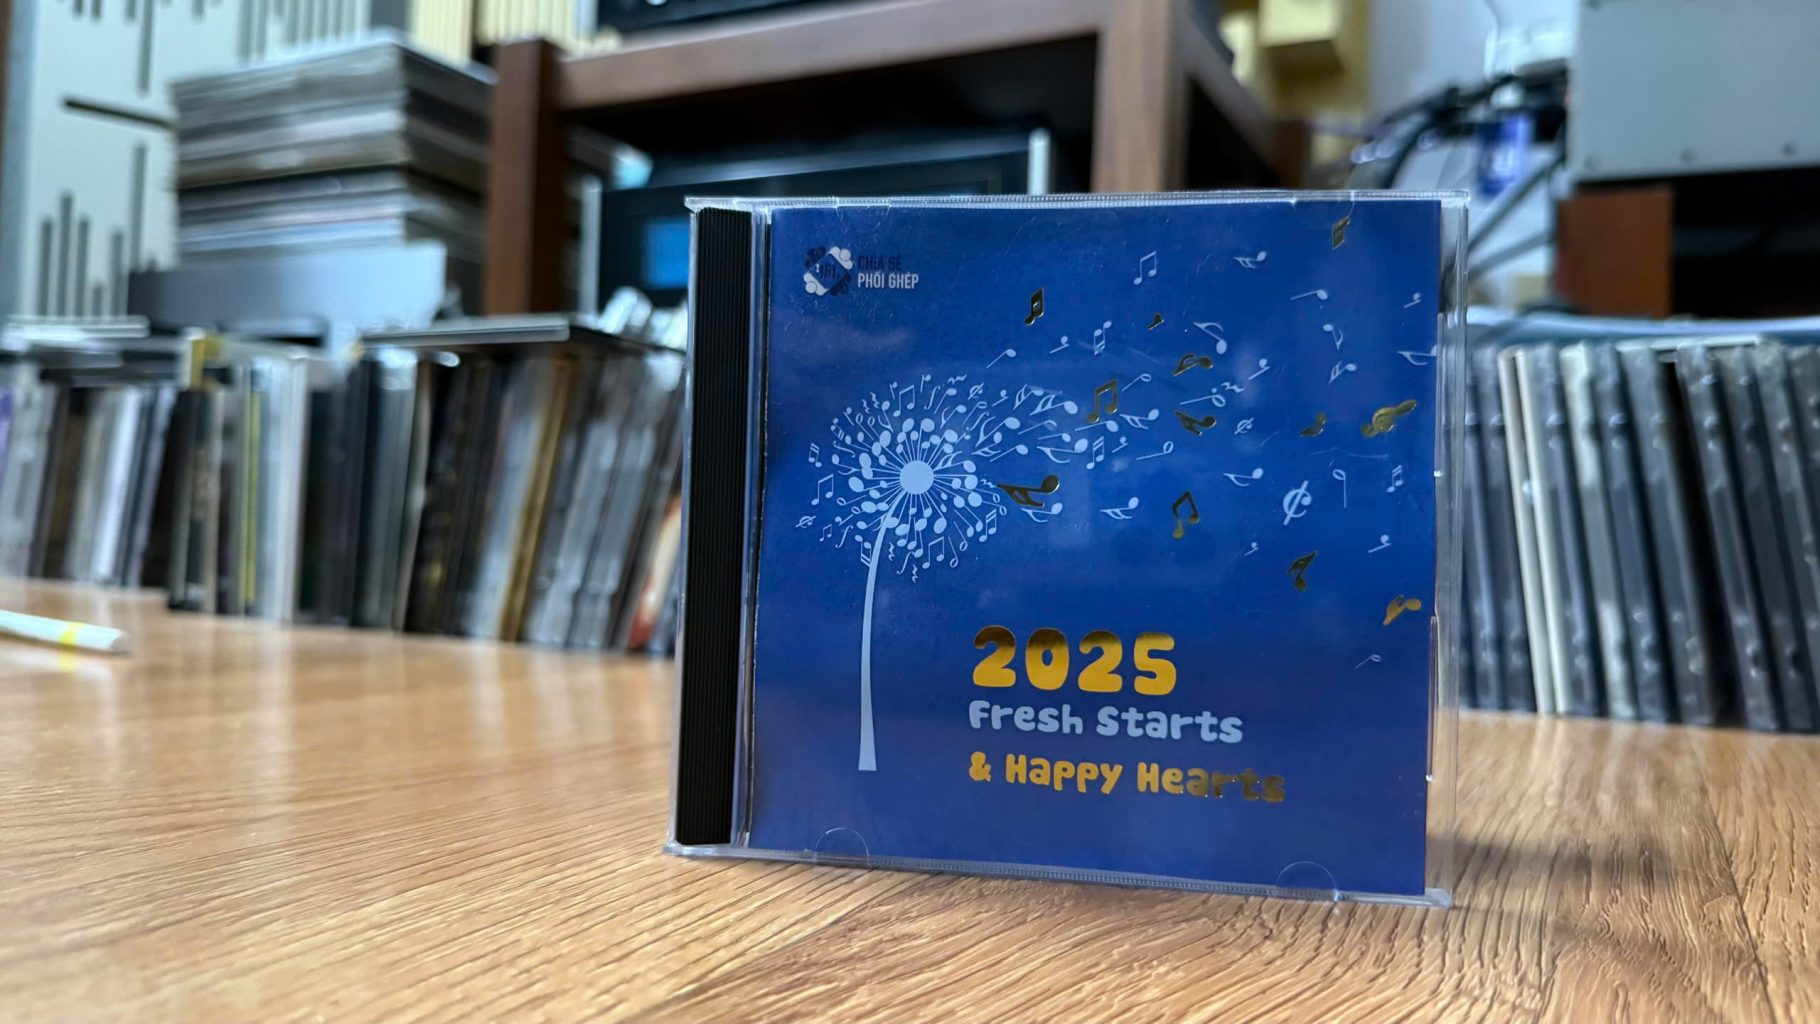 CHIA SẺ
PHỐI GHÉP
2025
Fresh Starts
& Happy Hearts